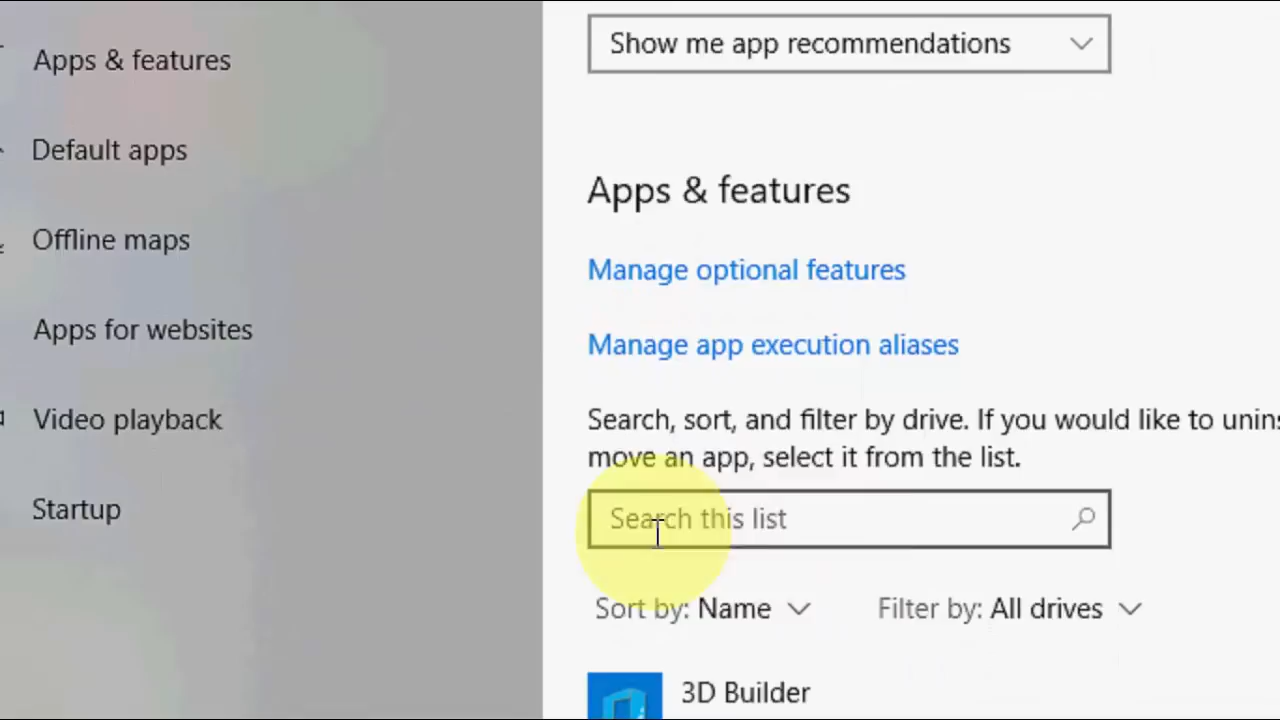 Apps & features
Default apps
Offline maps
Apps for websites
Video playback
Startup
Show me app recommendations
Apps & features
Manage optional features
Manage app execution aliases
Search, sort, and filter by drive. If you would like to unins
move an app, select it from the list.
Search this list
Sort by: Name Filter by: All drives
3D Builder